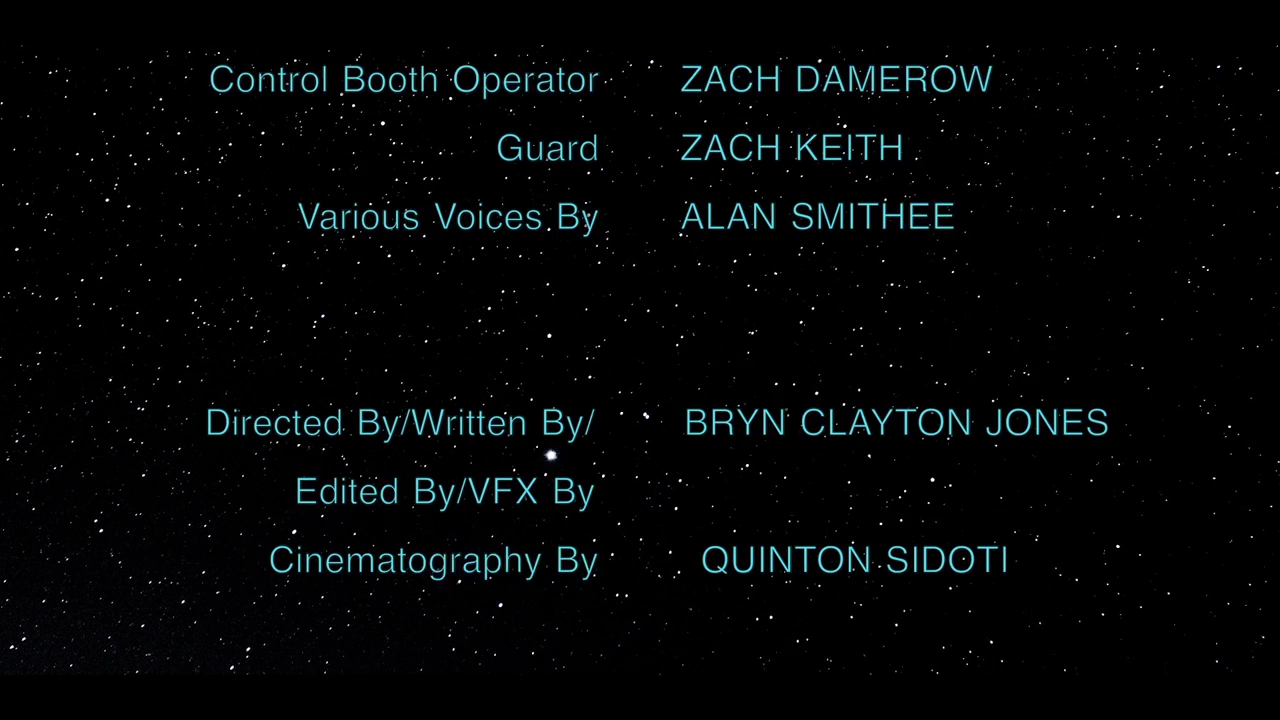 Control Booth Operator ZACH DAMEROW
Guard ZACH KEITH
Various Voices By ALAN SMITHEE
Directed By/Written By/ BRYN CLAYTON JONES
Edited By/VFX By
Cinematography By QUINTON SIDOTI